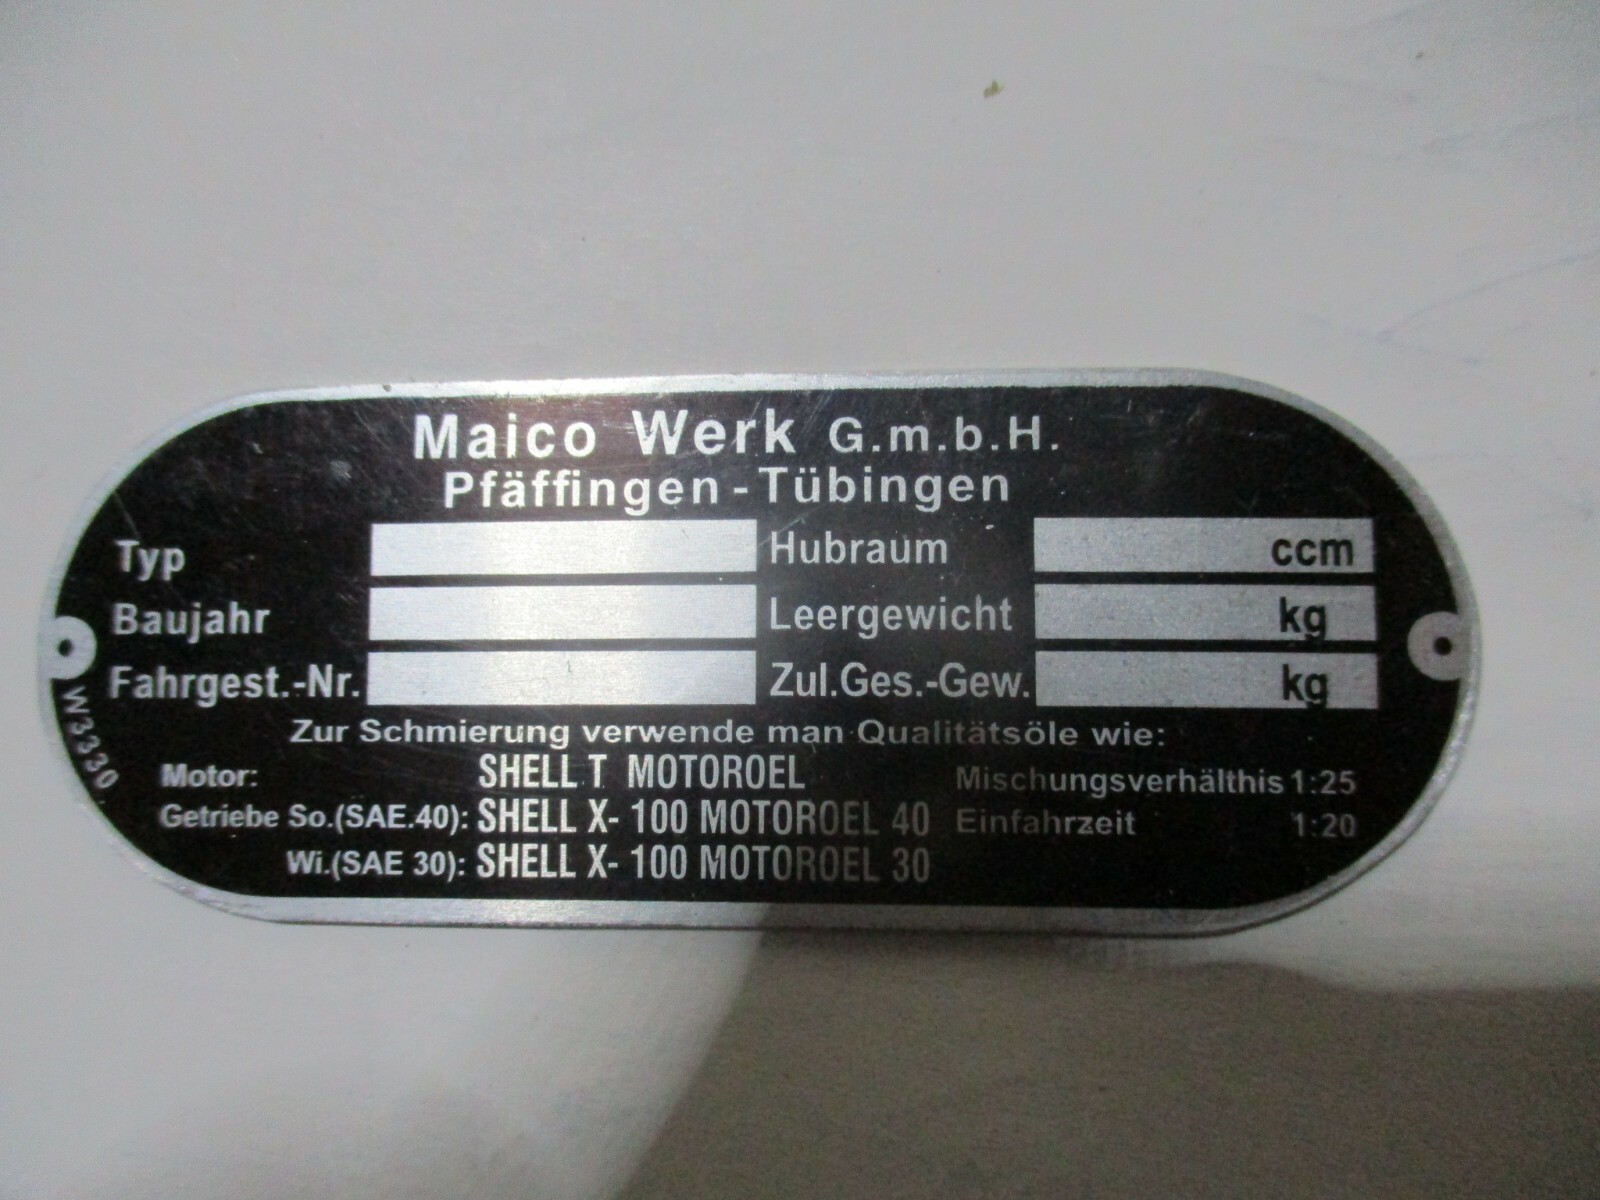 Maico Werk G.m.b.H.
Pfäffingen - Tübingen
Typ Hubraum ccm
Baujahr Leergewicht kg
Fahrgest.-Nr. Zul.Ges.-Gew. kg
Zur Schmierung verwende man Qualitätsöle wie:
Motor: SHELL T MOTOROEL Mischungsverhälthis 1:25
Getriebe So.(SAE.40): SHELL X- 100 MOTOROEL 40 Einfahrzeit 1:20
Wi.(SAE 30): SHELL X- 100 MOTOROEL 30
W3330